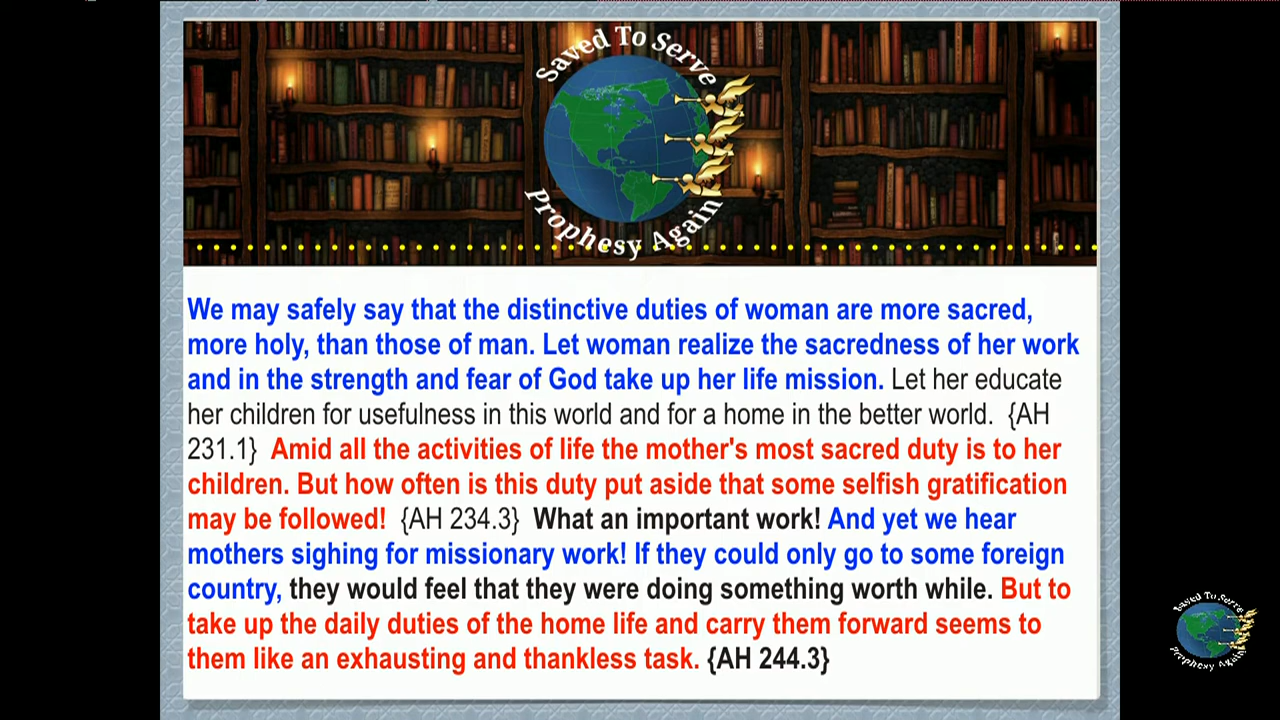 Saved To Serve
Prophesy Again
We may safely say that the distinctive duties of woman are more sacred,
more holy, than those of man. Let woman realize the sacredness of her work
and in the strength and fear of God take up her life mission. Let her educate
her children for usefulness in this world and for a home in the better world. {AH
231.1} Amid all the activities of life the mother's most sacred duty is to her
children. But how often is this duty put aside that some selfish gratification
may be followed! {AH 234.3} What an important work! And yet we hear
mothers sighing for missionary work! If they could only go to some foreign
country, they would feel that they were doing something worth while. But to
take up the daily duties of the home life and carry them forward seems to
them like an exhausting and thankless task. {AH 244.3}
Saved To Serve
Prophesy Again